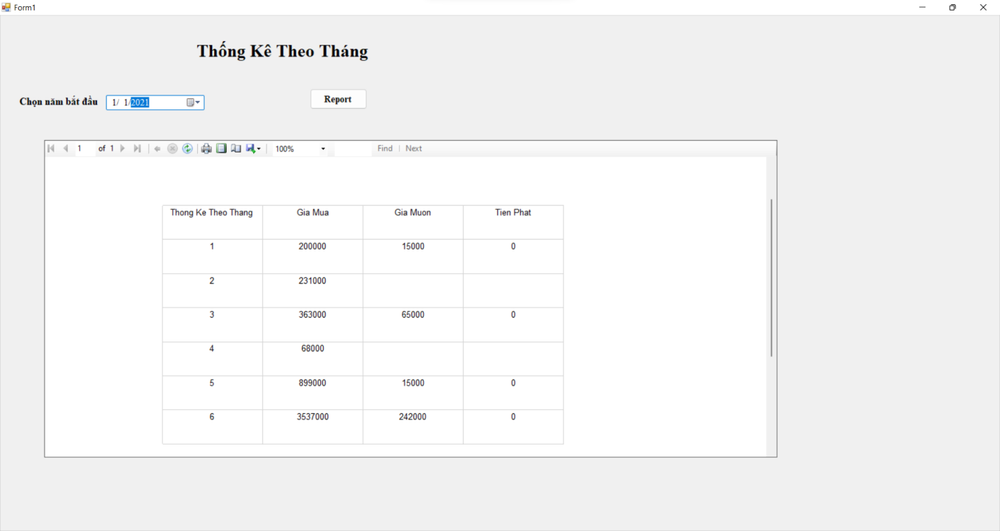 Form1
Thống Kê Theo Tháng
Chọn năm bắt đầu 1/ 1/2021 Report
1 of 1 100% Find Next
Thong Ke Theo Thang Gia Mua Gia Muon Tien Phat
1 200000 15000 0
2 231000
3 363000 65000 0
4 68000
5 899000 15000 0
6 3537000 242000 0